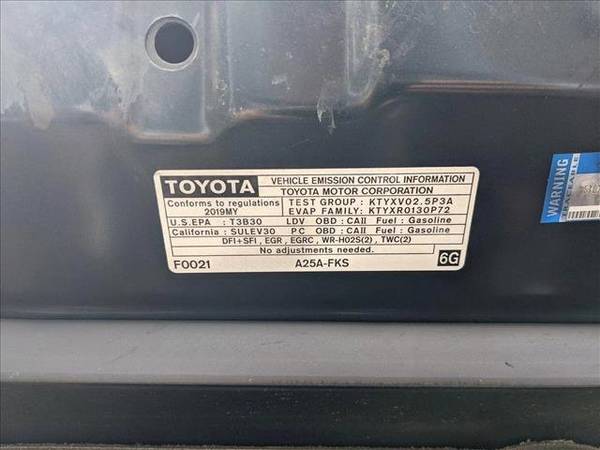 TOYOTA VEHICLE EMISSION CONTROL INFORMATION
TOYOTA MOTOR CORPORATION
Conforms to regulations TEST GROUP : KTYXV02.5P3A
2019MY EVAP FAMILY: KTYXR0130P72
U.S.EPA : T3B30 LDV OBD : CAII Fuel : Gasoline
California : SULEV30 PC OBD : CAII Fuel : Gasoline
DFI+SFI, EGR, EGRC, WR-HO2S(2), TWC(2)
No adjustments needed.
F0021 A25A-FKS 6G
WARNING